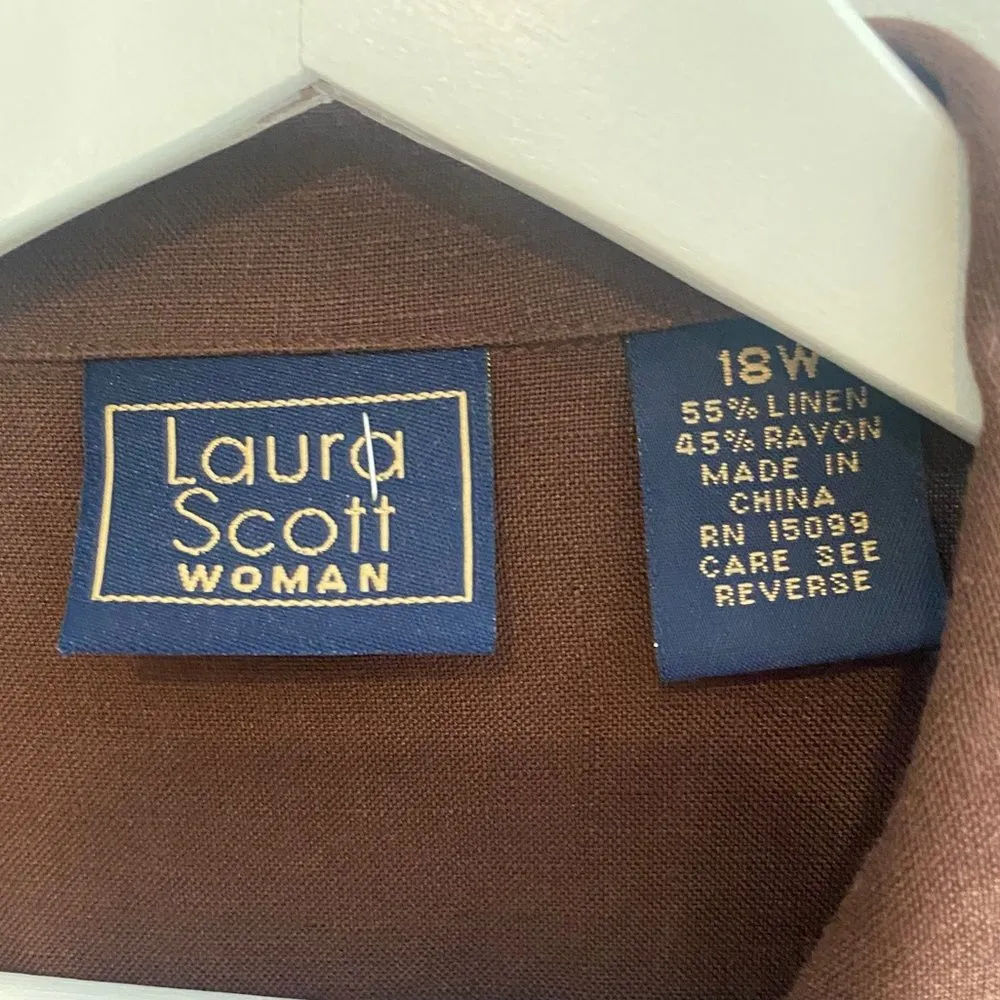 Laura
Scott
WOMAN
18W
55% LINEN
45% RAYON
MADE IN
CHINA
RN 15099
CARE SEE
REVERSE